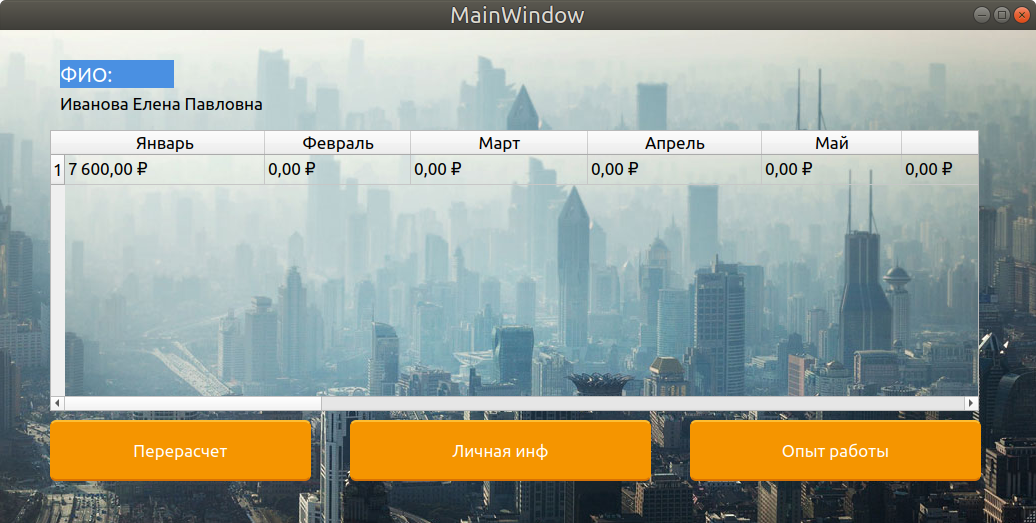 MainWindow
ФИО:
Иванова Елена Павловна
Январь Февраль Март Апрель Май
1 7 600,00 ₽ 0,00 ₽ 0,00 ₽ 0,00 ₽ 0,00 ₽ 0,00 ₽
Перерасчет Личная инф Опыт работы